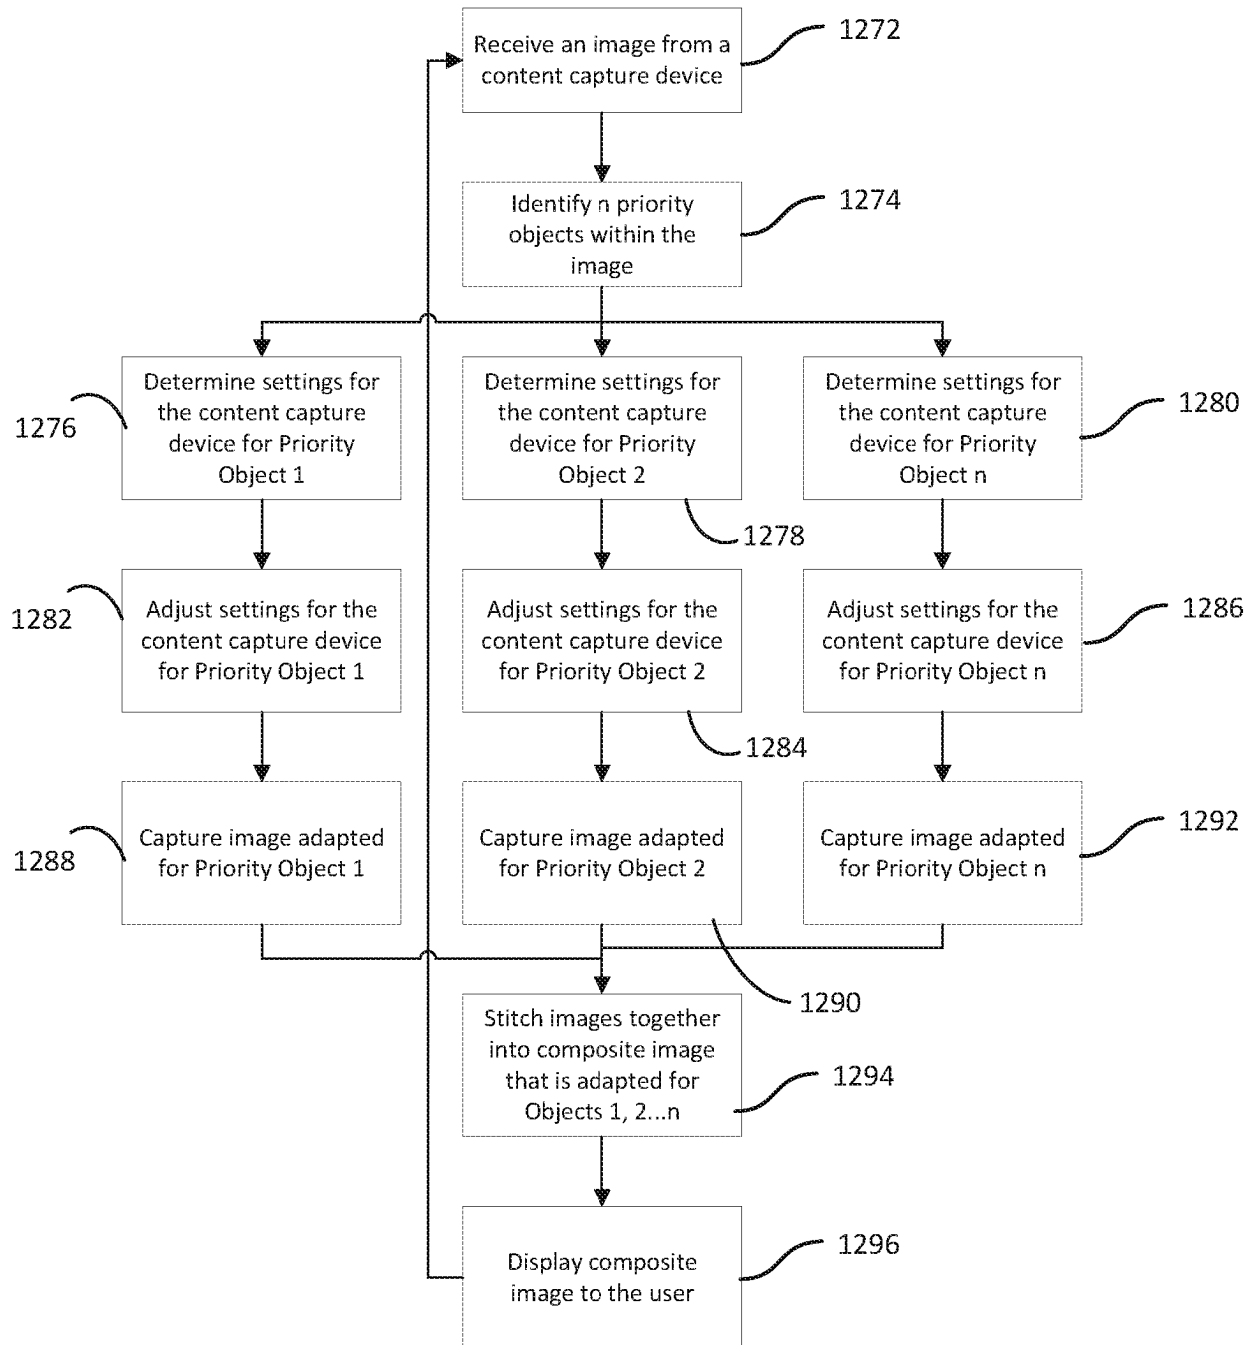 Receive an image from a
content capture device
1272
Identify n priority
objects within the
image
1274
Determine settings for
the content capture
device for Priority
Object 1
1276
Determine settings for
the content capture
device for Priority
Object 2
1278
Determine settings for
the content capture
device for Priority
Object n
1280
Adjust settings for the
content capture device
for Priority Object 1
1282
Adjust settings for the
content capture device
for Priority Object 2
1284
Adjust settings for the
content capture device
for Priority Object n
1286
Capture image adapted
for Priority Object 1
1288
Capture image adapted
for Priority Object 2
1290
Capture image adapted
for Priority Object n
1292
Stitch images together
into composite image
that is adapted for
Objects 1, 2...n
1294
Display composite
image to the user
1296